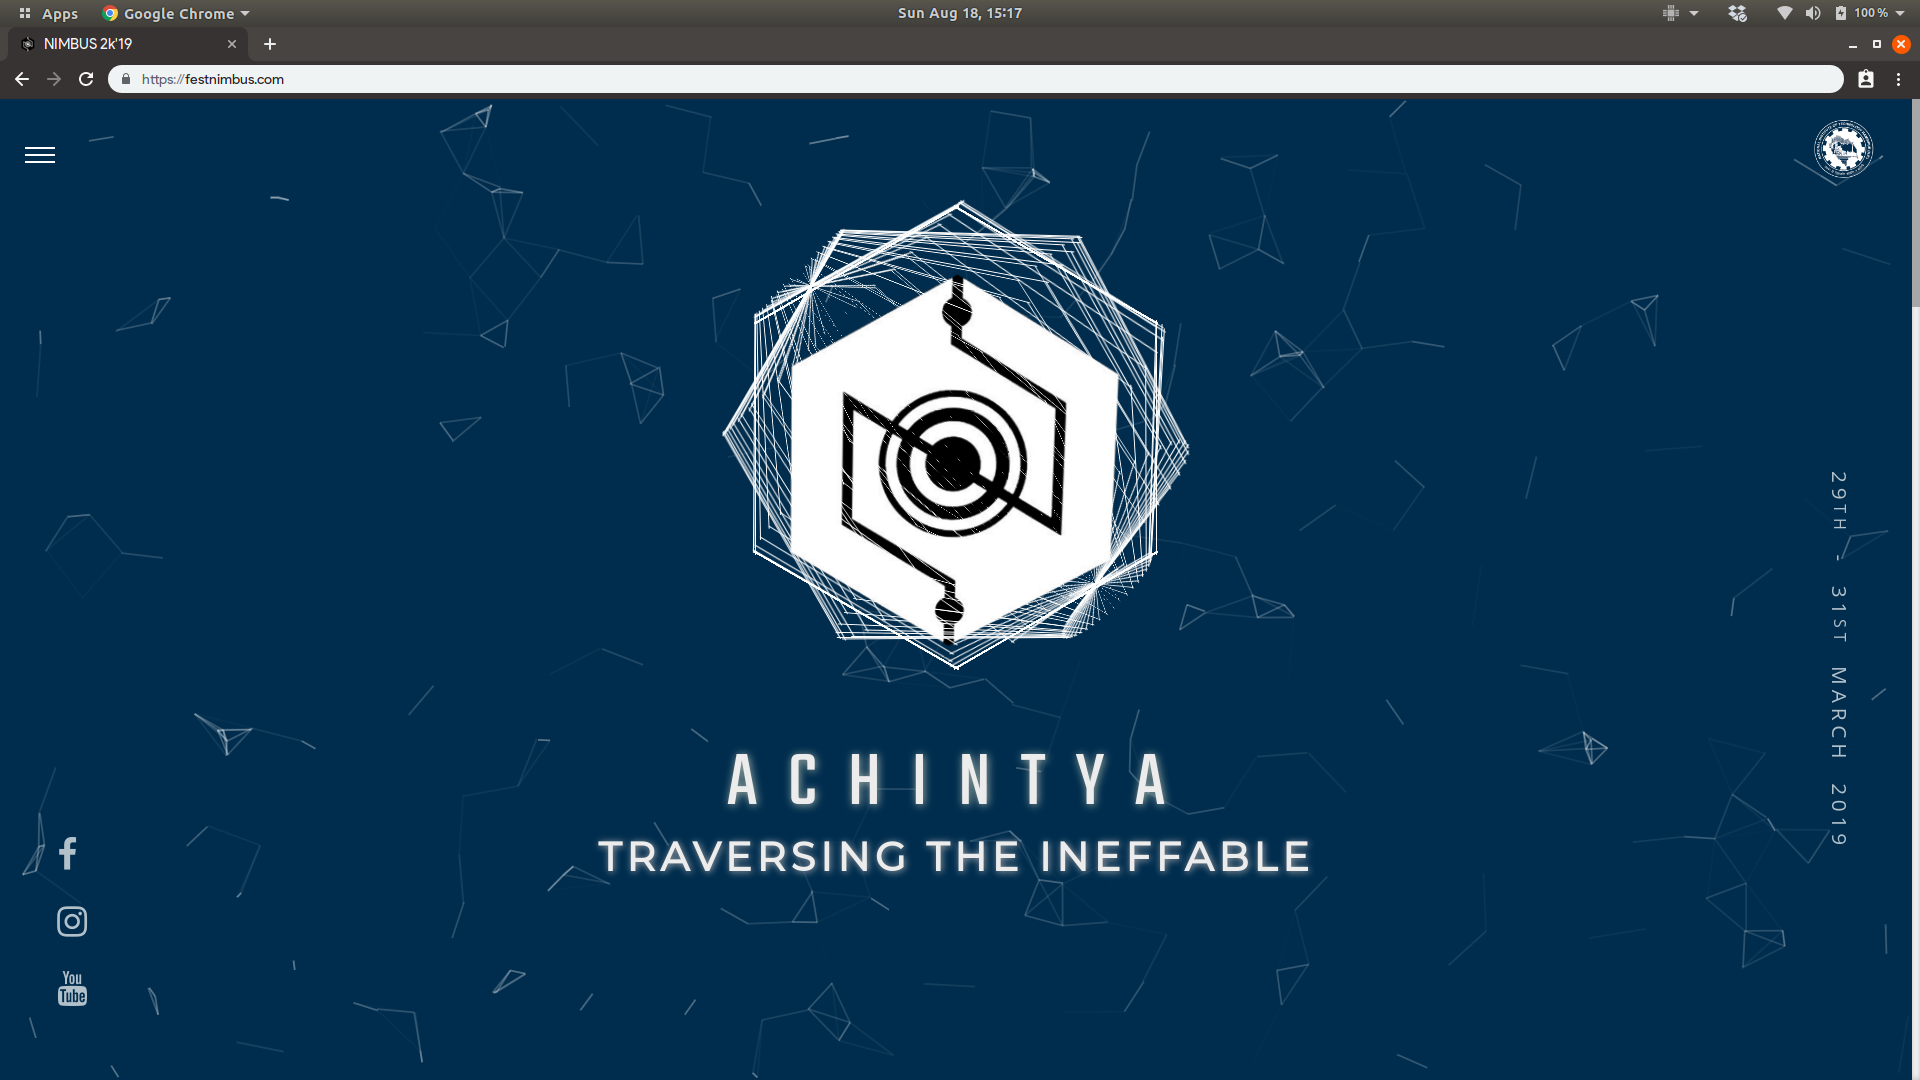 Apps
Google Chrome
Sun Aug 18, 15:17
100 %
NIMBUS 2k'19
https://festnimbus.com
29TH - 31ST MARCH 2019
ACHINTYA
TRAVERSING THE INEFFABLE
You
Tube